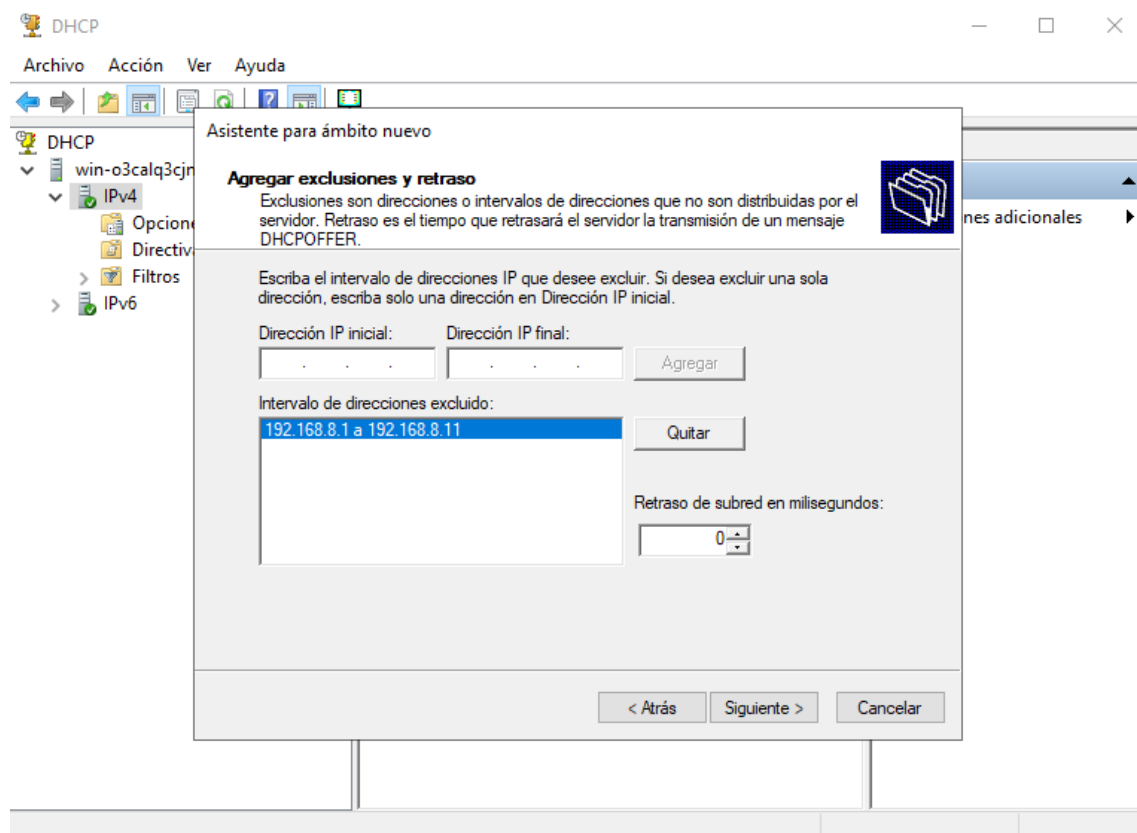 DHCP
Archivo Acción Ver Ayuda
DHCP
win-o3calq3cjn
IPv4
Opcione
Directiva
Filtros
IPv6
Asistente para ámbito nuevo
Agregar exclusiones y retraso
Exclusiones son direcciones o intervalos de direcciones que no son distribuidas por el
servidor. Retraso es el tiempo que retrasará el servidor la transmisión de un mensaje
DHCPOFFER.
Escriba el intervalo de direcciones IP que desee excluir. Si desea excluir una sola
dirección, escriba solo una dirección en Dirección IP inicial.
Dirección IP inicial: Dirección IP final:
. . . . . . Agregar
Intervalo de direcciones excluido:
192.168.8.1 a 192.168.8.11
Quitar
Retraso de subred en milisegundos:
0
< Atrás Siguiente > Cancelar
nes adicionales